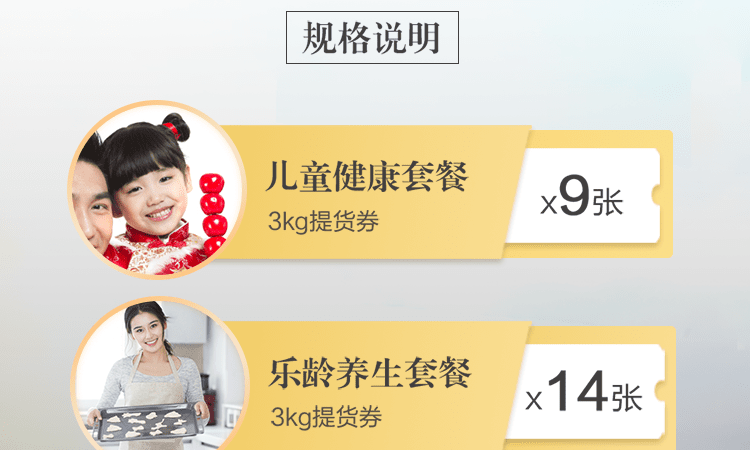 规格说明
儿童健康套餐
3kg提货券
x9张
乐龄养生套餐
3kg提货券
x14张